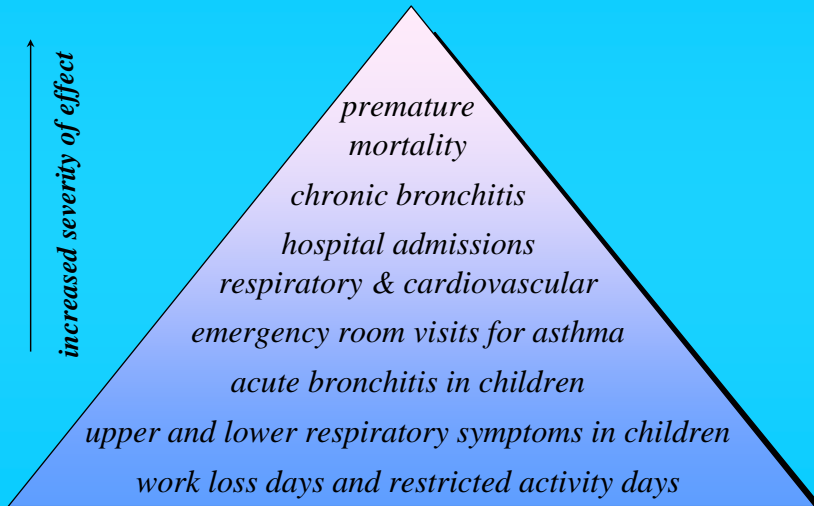 increased severity of effect
premature
mortality
chronic bronchitis
hospital admissions
respiratory & cardiovascular
emergency room visits for asthma
acute bronchitis in children
upper and lower respiratory symptoms in children
work loss days and restricted activity days